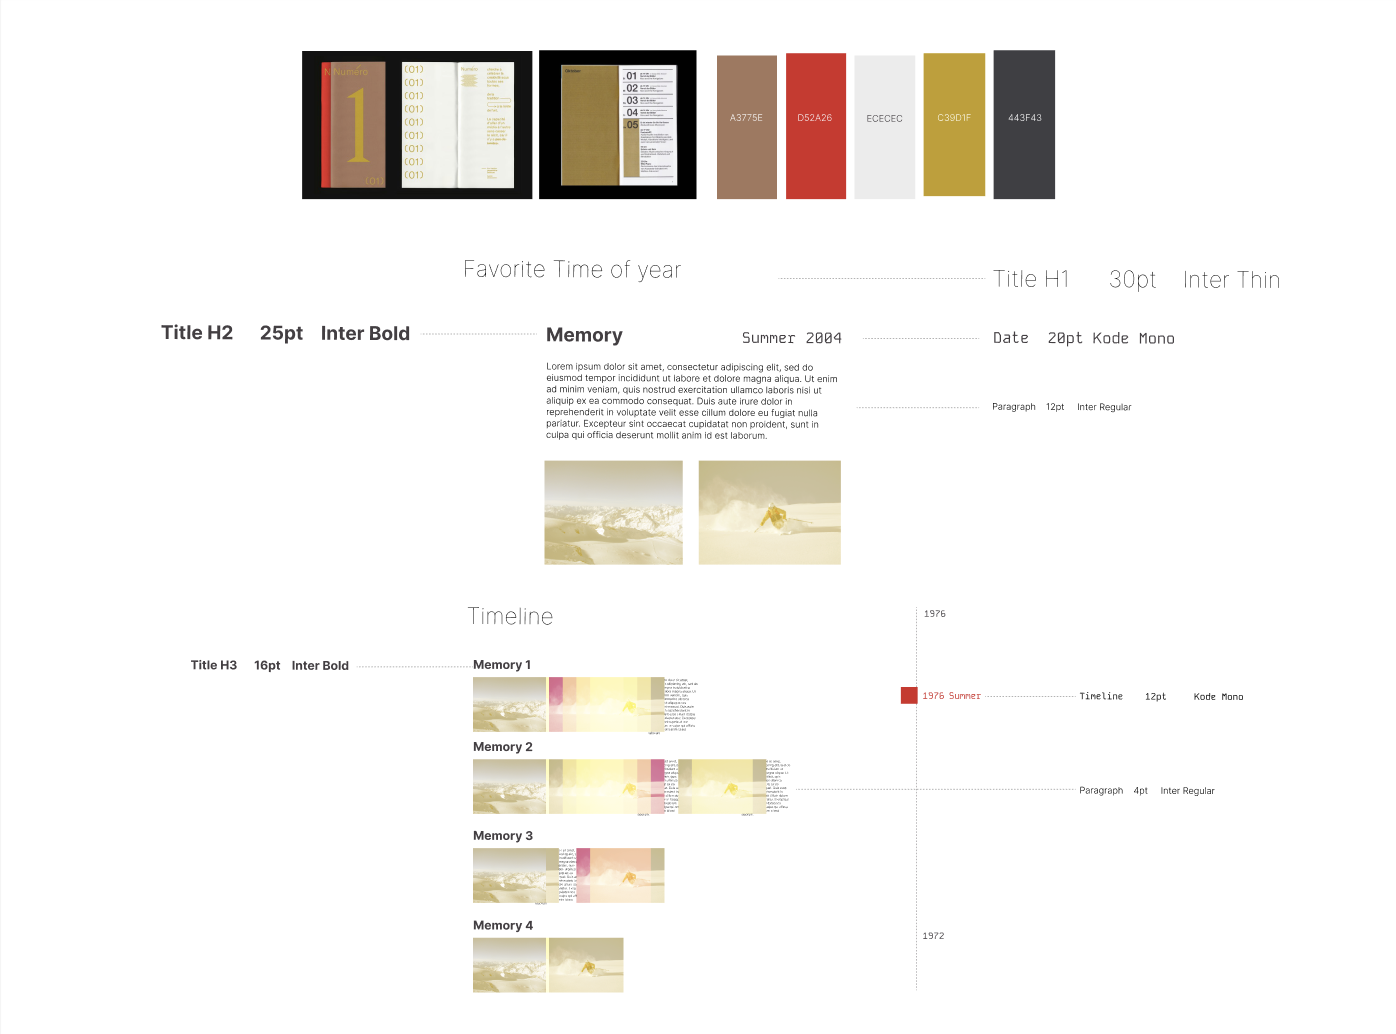 Numéro
1
(01)
(01)
(01)
(01)
(01)
(01)
(01)
(01)
(01)
(01)
Numéro
.01
.02
.03
.04
.05
A3775E
D52A26
ECECEC
C39D1F
443F43
Favorite Time of year
Title H1 30pt Inter Thin
Title H2 25pt Inter Bold
Memory
Summer 2004
Date 20pt Kode Mono
Lorem ipsum dolor sit amet, consectetur adipiscing elit, sed do
eiusmod tempor incididunt ut labore et dolore magna aliqua. Ut enim
ad minim veniam, quis nostrud exercitation ullamco laboris nisi ut
aliquip ex ea commodo consequat. Duis aute irure dolor in
reprehenderit in voluptate velit esse cillum dolore eu fugiat nulla
pariatur. Excepteur sint occaecat cupidatat non proident, sunt in
culpa qui officia deserunt mollit anim id est laborum.
Paragraph 12pt Inter Regular
Timeline
1976
Title H3 16pt Inter Bold
Memory 1
1976 Summer
Timeline 12pt Kode Mono
Memory 2
Paragraph 4pt Inter Regular
Memory 3
Memory 4
1972